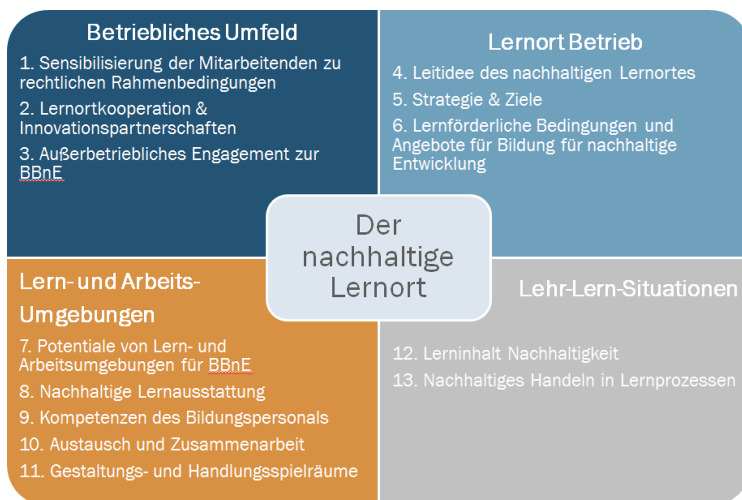 Betriebliches Umfeld
1. Sensibilisierung der Mitarbeitenden zu
rechtlichen Rahmenbedingungen
2. Lernortkooperation &
Innovationspartnerschaften
3. Außerbetriebliches Engagement zur
BBnE
Lernort Betrieb
4. Leitidee des nachhaltigen Lernortes
5. Strategie & Ziele
6. Lernförderliche Bedingungen und
Angebote für Bildung für nachhaltige
Entwicklung
Der
nachhaltige
Lernort
Lern- und Arbeits-
Umgebungen
7. Potentiale von Lern- und
Arbeitsumgebungen für BBnE
8. Nachhaltige Lernausstattung
9. Kompetenzen des Bildungspersonals
10. Austausch und Zusammenarbeit
11. Gestaltungs- und Handlungsspielräume
Lehr-Lern-Situationen
12. Lerninhalt Nachhaltigkeit
13. Nachhaltiges Handeln in Lernprozessen